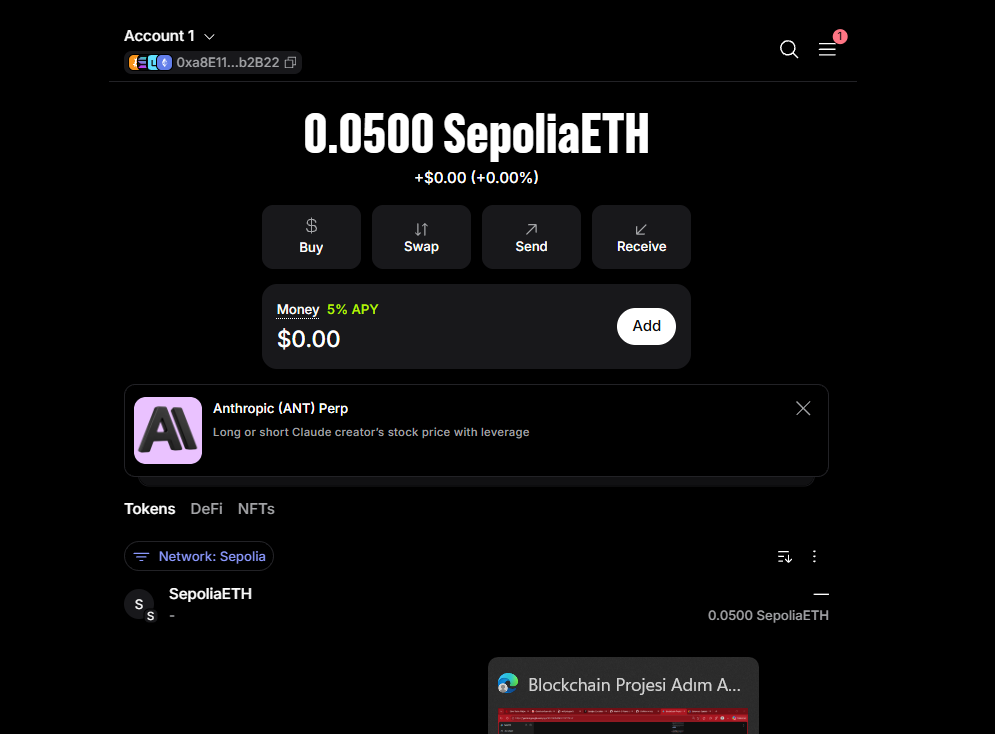 Account 1
0xa8E11...b2B22
1
0.0500 SepoliaETH
+$0.00 (+0.00%)
Buy
Swap
Send
Receive
Money 5% APY
$0.00
Add
Anthropic (ANT) Perp
Long or short Claude creator's stock price with leverage
Tokens DeFi NFTs
Network: Sepolia
S
S
SepoliaETH
-
—
0.0500 SepoliaETH
Blockchain Projesi Adım A...